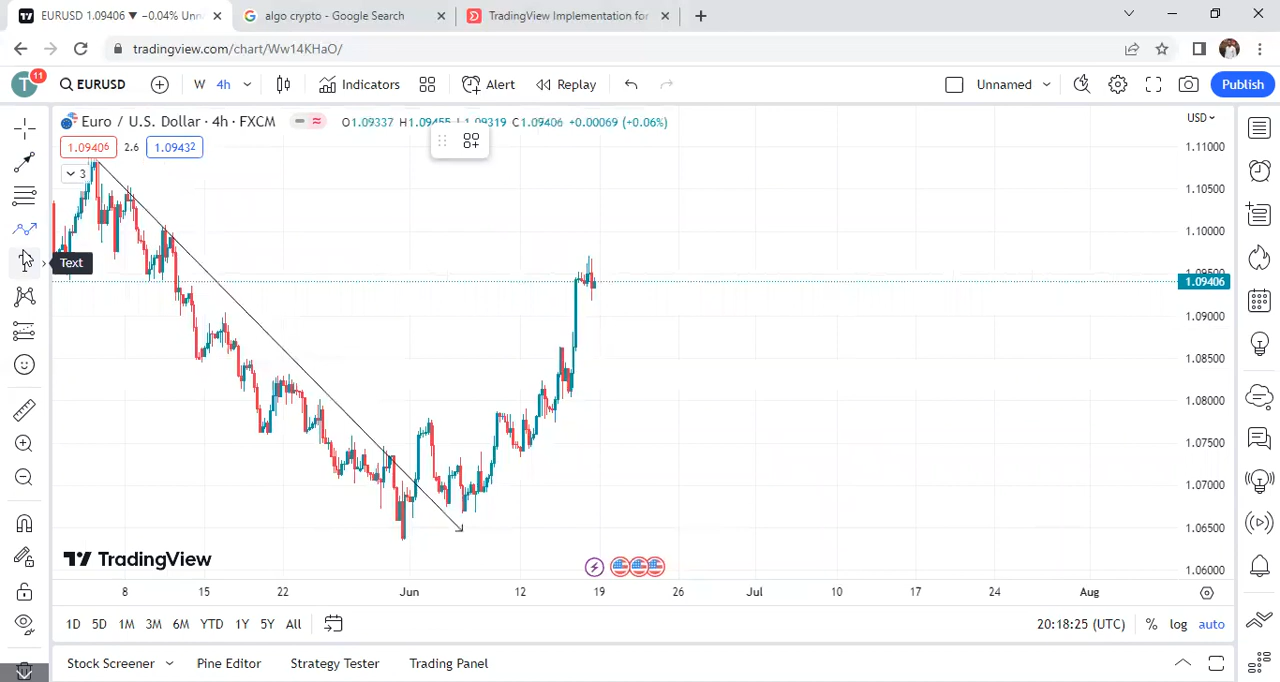 EURUSD 1.09406 ▼ −0.04% Unn
algo crypto - Google Search
TradingView Implementation for
tradingview.com/chart/Ww14KHaO/
T 11 EURUSD W 4h Indicators Alert Replay Unnamed Publish
Euro / U.S. Dollar · 4h · FXCM O1.09337 H1.09455 L1.09319 C1.09406 +0.00069 (+0.06%) USD
1.09406 2.6 1.09432
3
Text
1.11000
1.10500
1.10000
1.09500
1.09406
1.09000
1.08500
1.08000
1.07500
1.07000
1.06500
1.06000
TradingView
8 15 22 Jun 12 19 26 Jul 10 17 24 Aug
1D 5D 1M 3M 6M YTD 1Y 5Y All 20:18:25 (UTC) % log auto
Stock Screener Pine Editor Strategy Tester Trading Panel